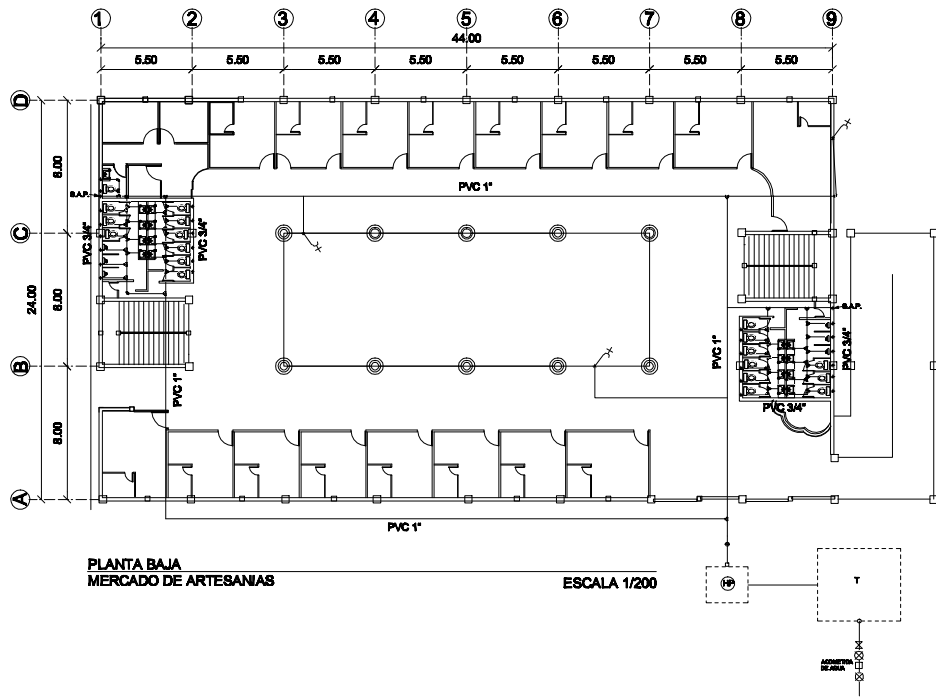 1 2 3 4 5 6 7 8 9
44.00
5.50 5.50 5.50 5.50 5.50 5.50 5.50 5.50
D
8.00
PVC 1"
S.A.P.
C
PVC 3/4"
PVC 3/4"
24.00
8.00
S.A.P.
B
PVC 1"
PVC 1"
PVC 3/4"
PVC 3/4"
8.00
A
PVC 1"
PLANTA BAJA
MERCADO DE ARTESANIAS
ESCALA 1/200
HP
T
ACOMETIDA
DE AGUA